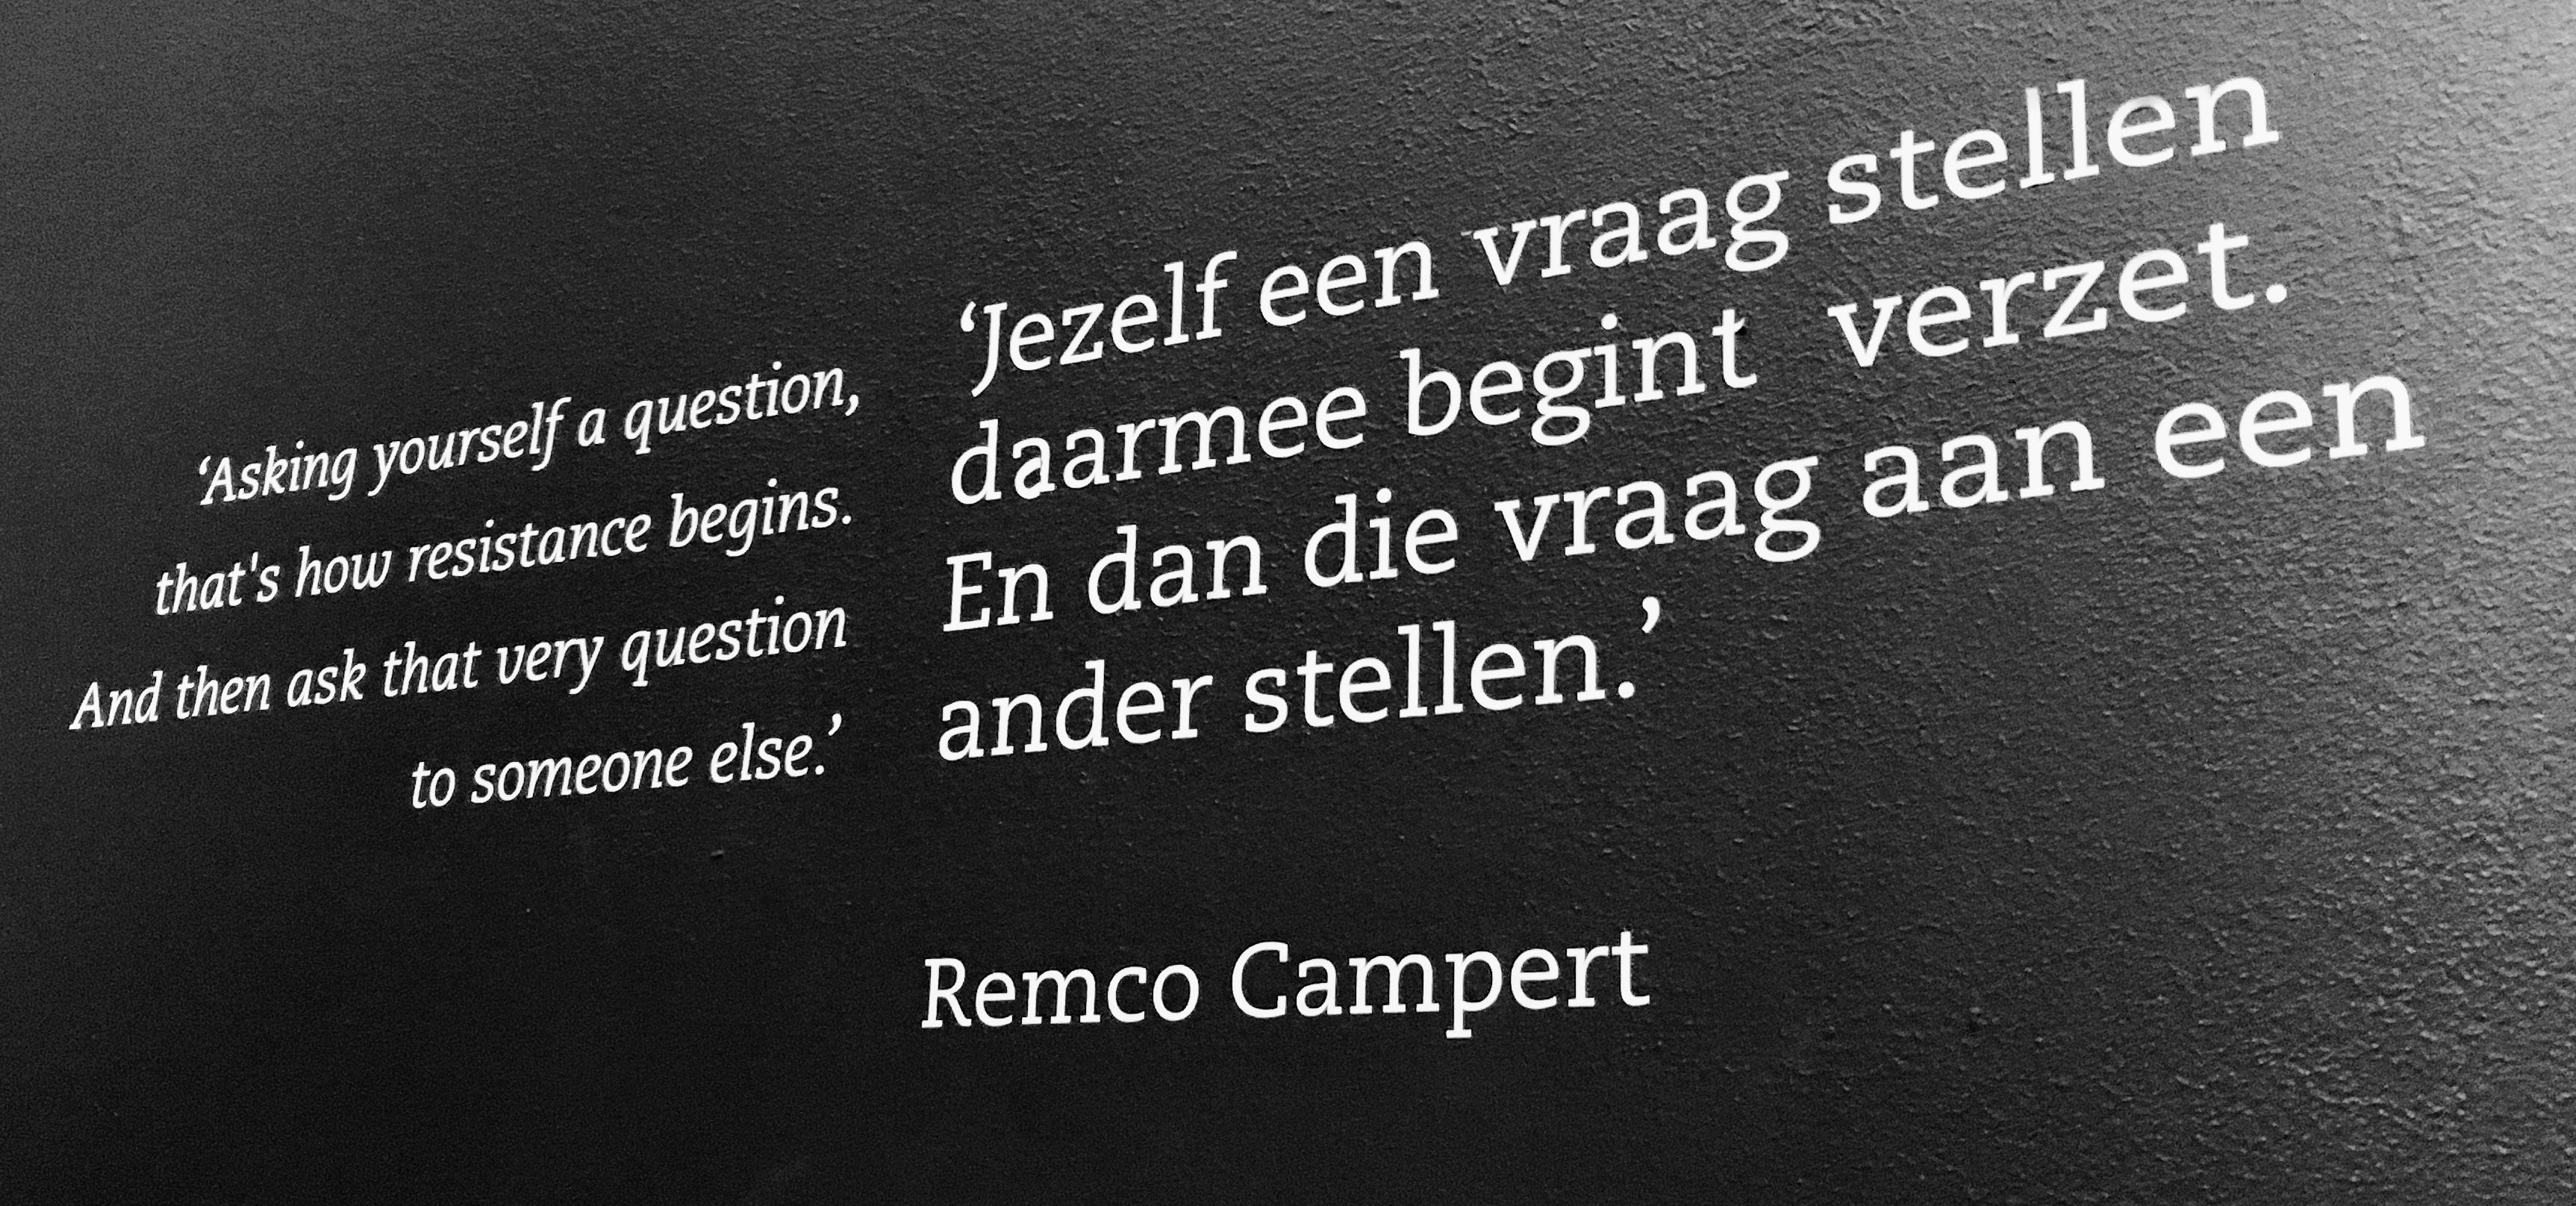 ‘Asking yourself a question,
that's how resistance begins.
And then ask that very question
to someone else.’
‘Jezelf een vraag stellen
daarmee begint verzet.
En dan die vraag aan een
ander stellen.’
Remco Campert